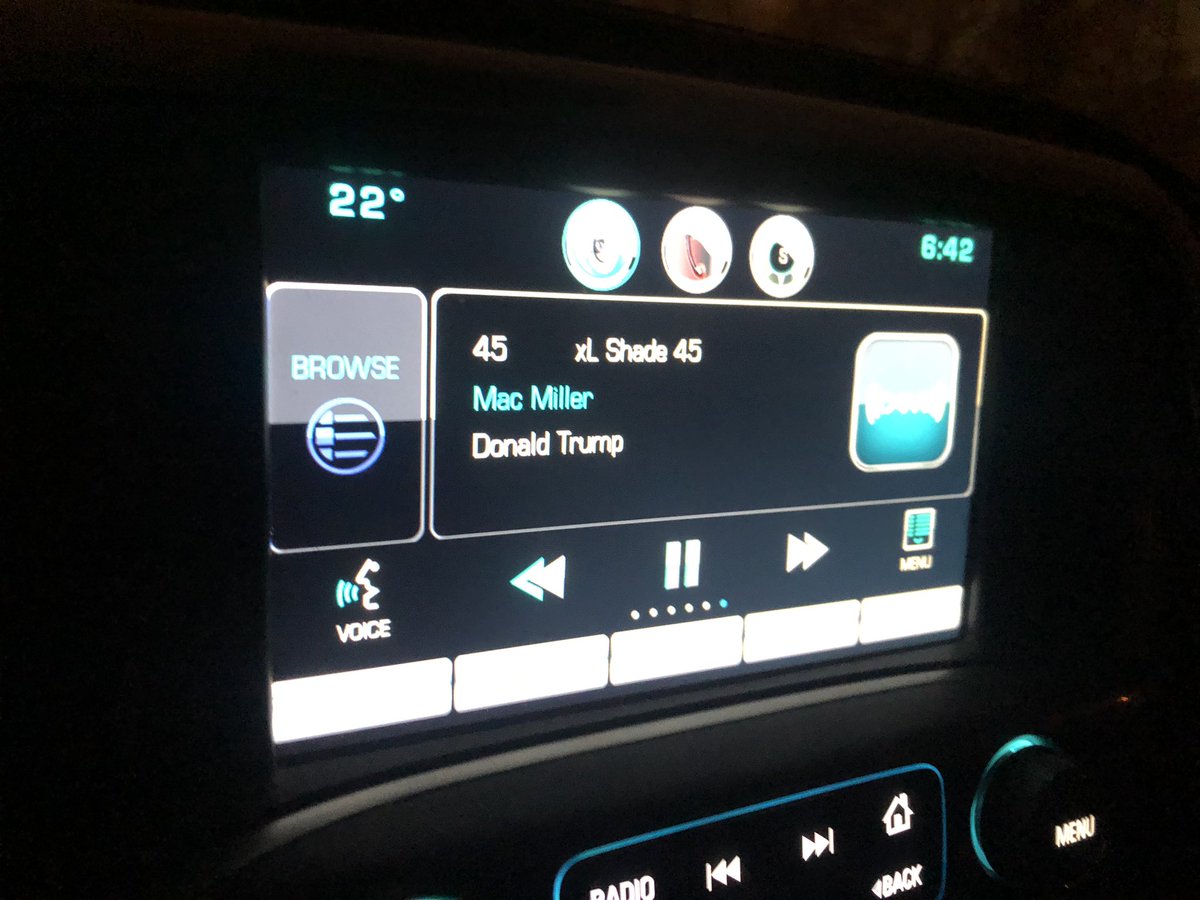 22°
6:42
BROWSE
45 xL Shade 45
Mac Miller
Donald Trump
VOICE
MENU
RADIO
BACK
MENU